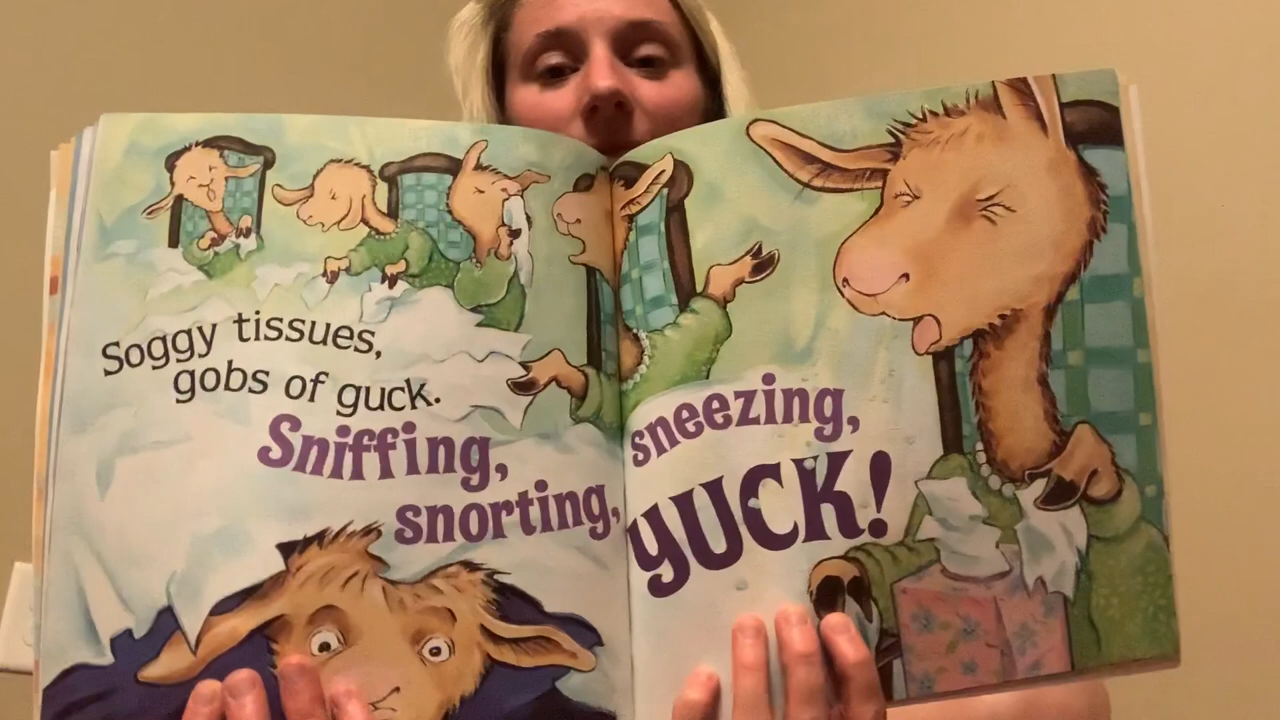 Soggy tissues,
gobs of guck.
Sniffing,
snorting,
sneezing,
YUCK!